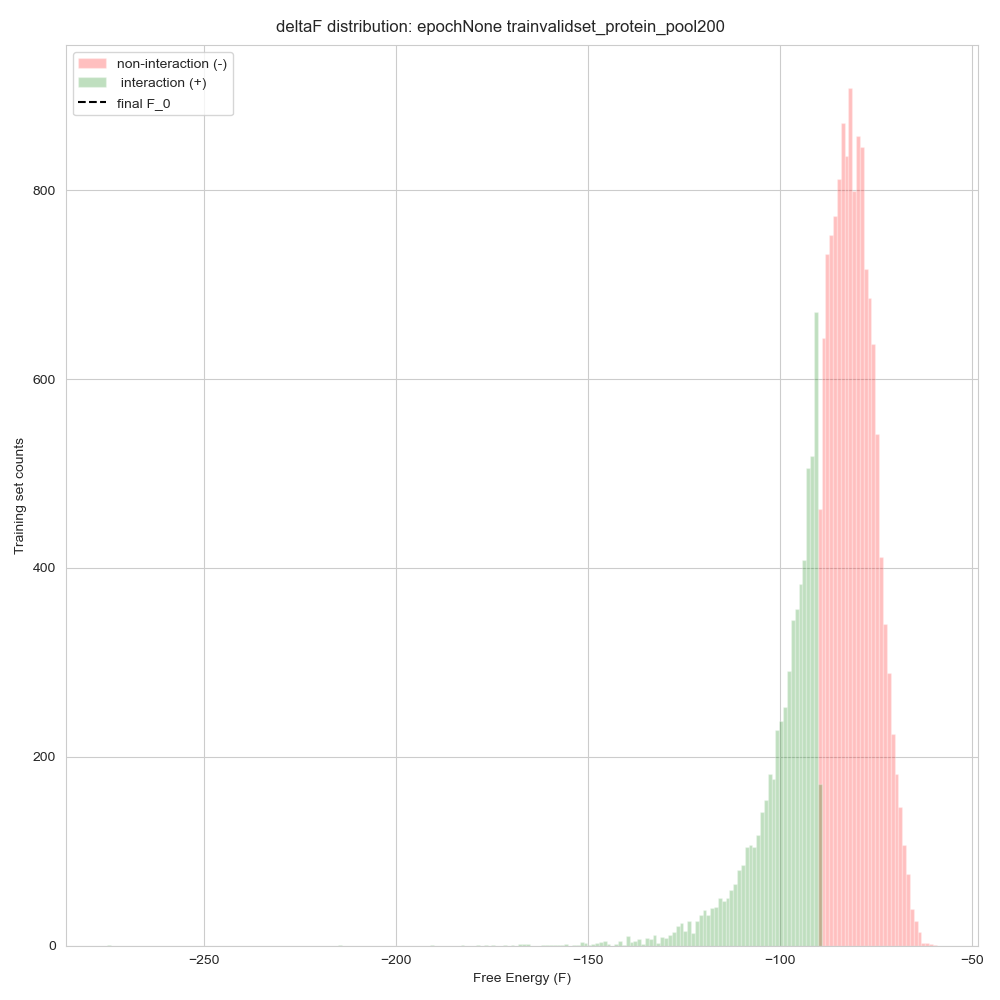 deltaF distribution: epochNone trainvalidset_protein_pool200
non-interaction (-)
interaction (+)
final F_0
Training set counts
800
600
400
200
0
−250
−200
−150
−100
−50
Free Energy (F)